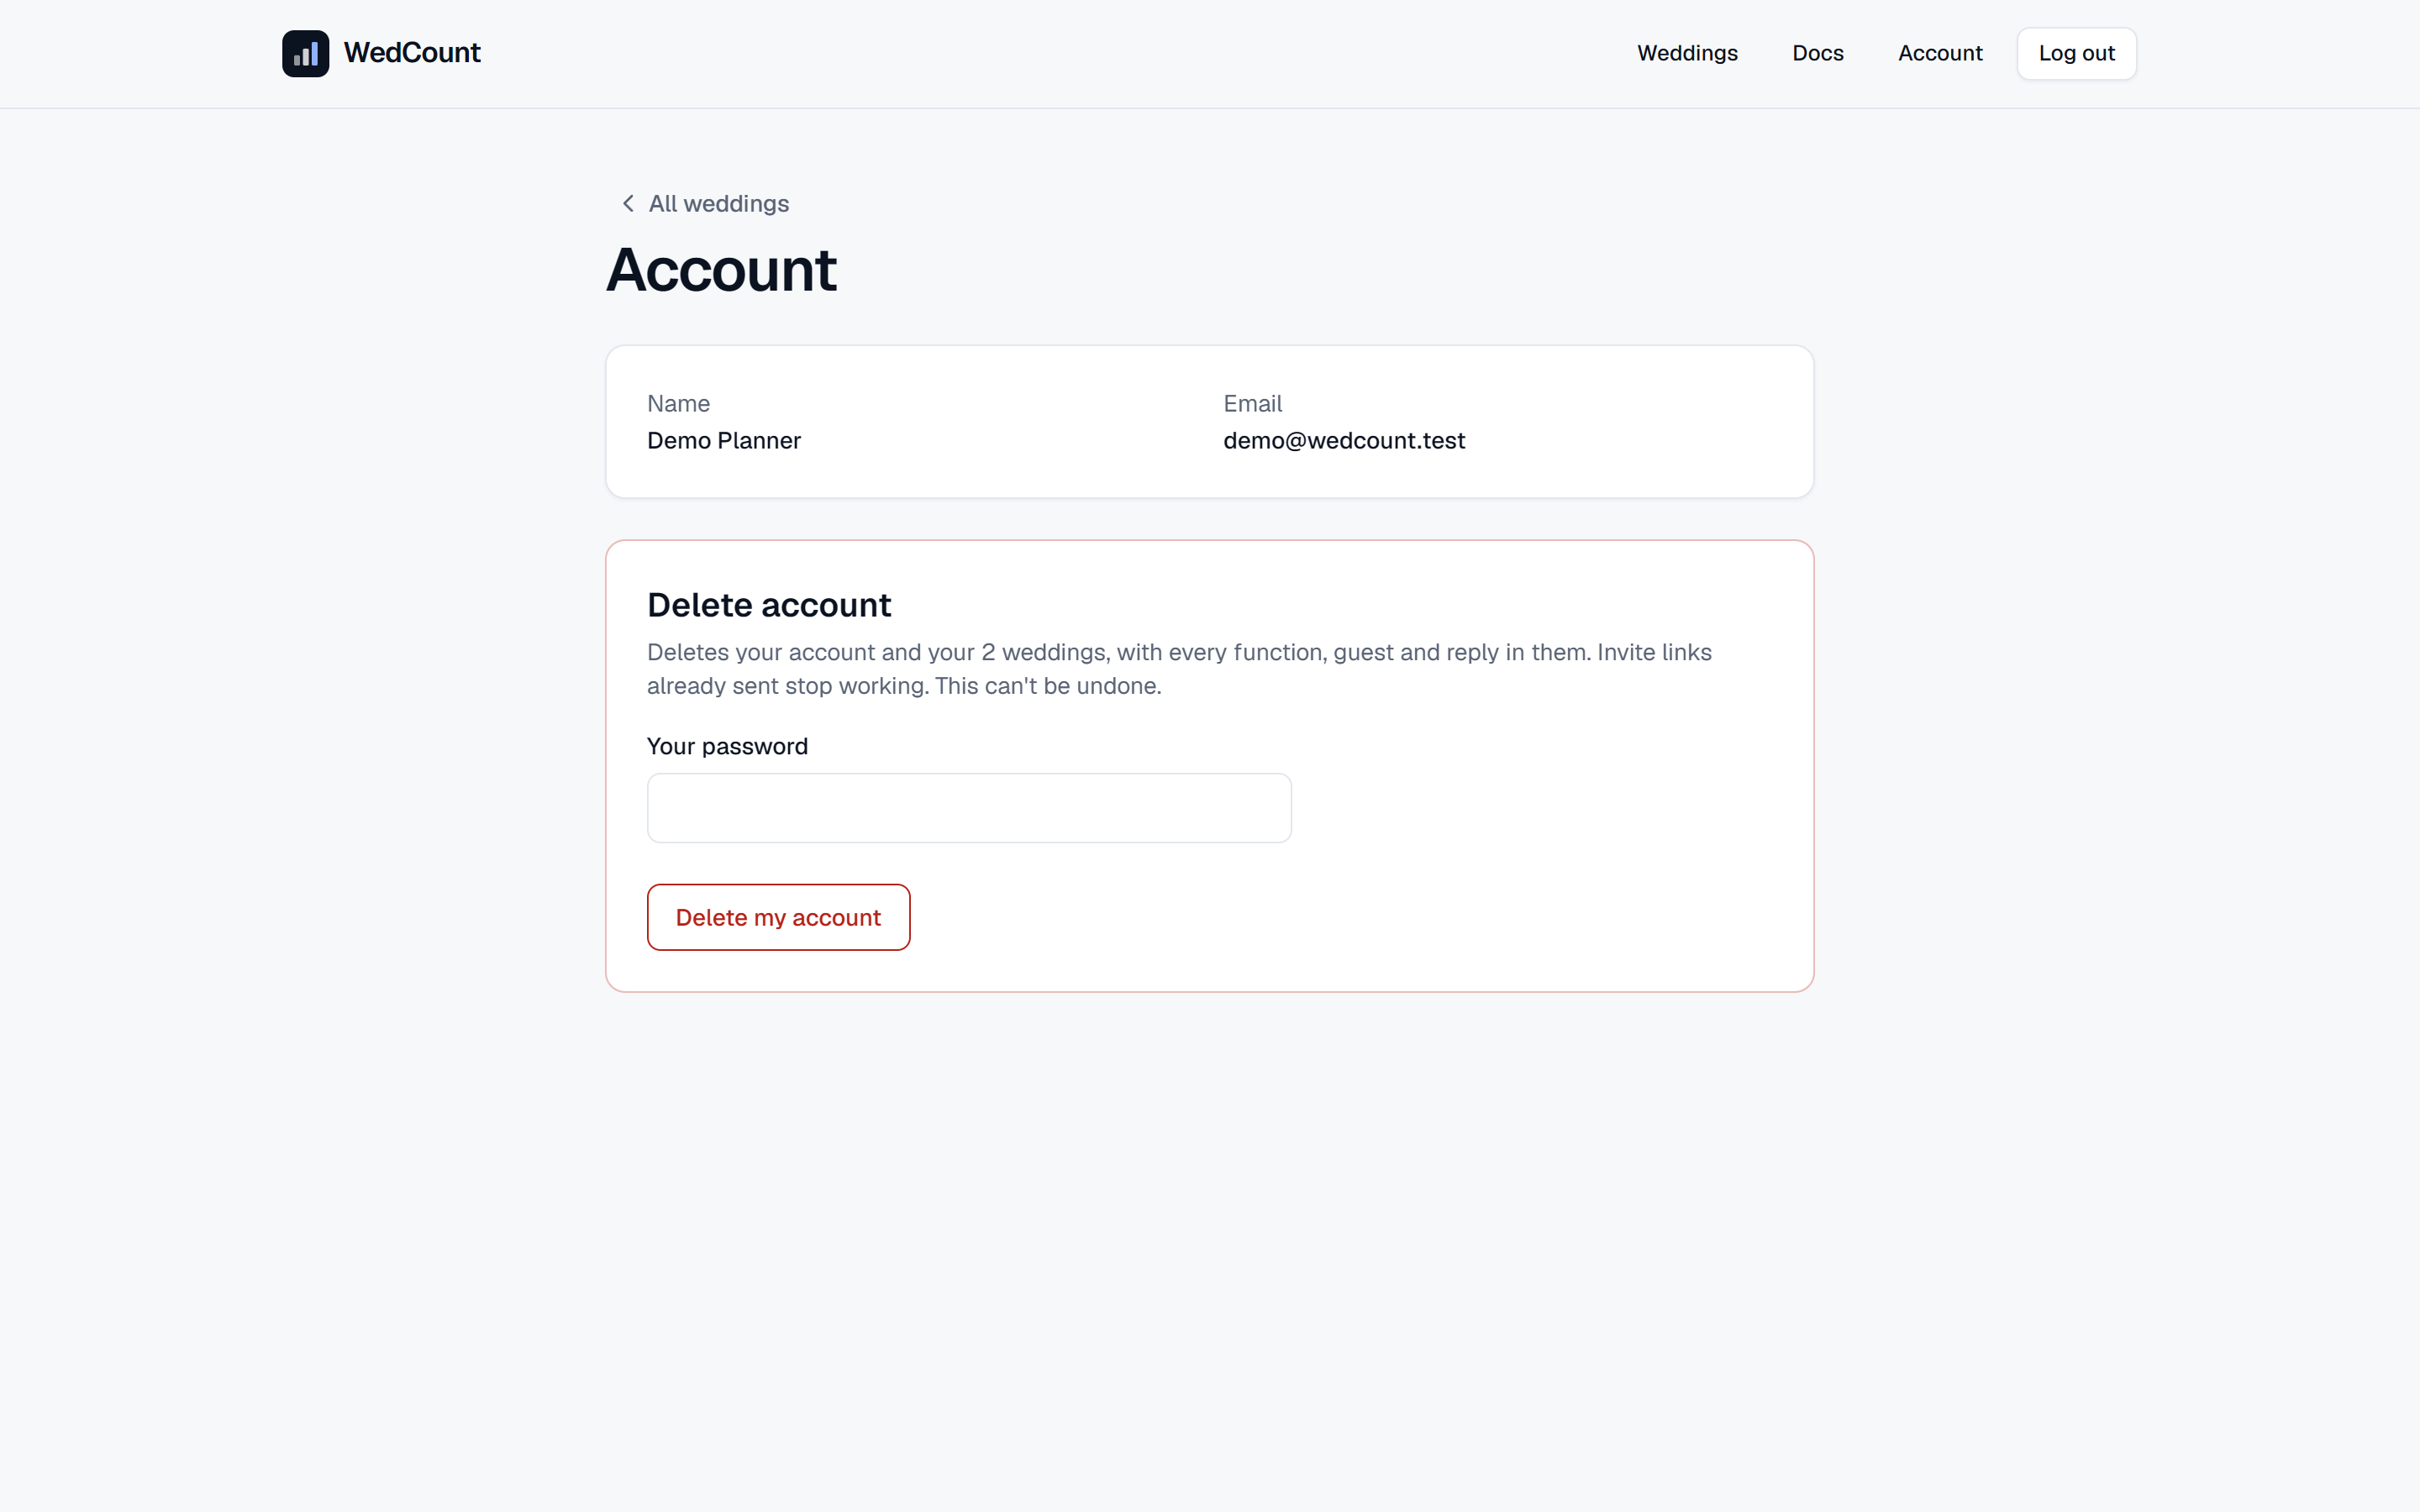 WedCount
Weddings
Docs
Account
Log out
All weddings
Account
Name
Demo Planner
Email
demo@wedcount.test
Delete account
Deletes your account and your 2 weddings, with every function, guest and reply in them. Invite links
already sent stop working. This can't be undone.
Your password
Delete my account